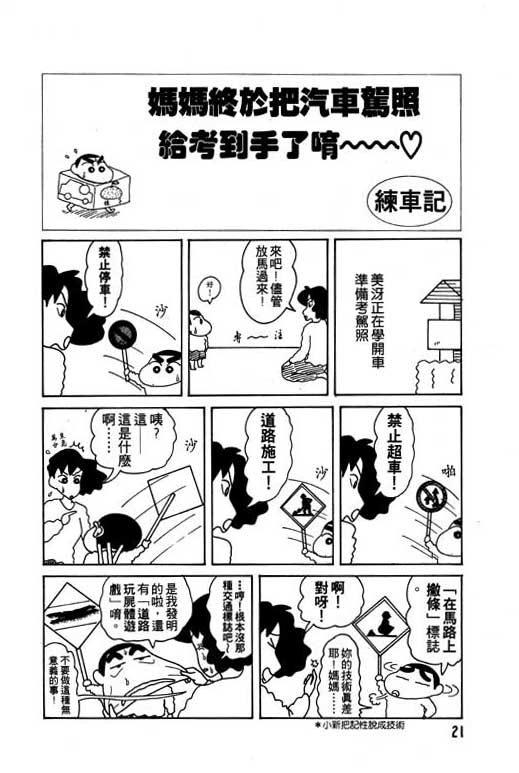 媽媽終於把汽車駕照
給考到手了唷~~~~♡
練車記
美冴正在學開車
準備考駕照
來吧!儘管
放馬過來!
好!
注
考
沙
禁止停車!
啪
禁止超車!
沙
道路施工!
沙
咦?
這——
這是什麼
啊……
「在馬路上
撇條」標誌
。
妳的技術真差
耶!媽媽……
啊!
對呀!
…哼!根本沒那
種交通標誌吧~
是我發明
的啦,還
有「道路
玩屍體遊
戲」唷。
不要做這種無
意義的事!
*小新把記性說成技術
21